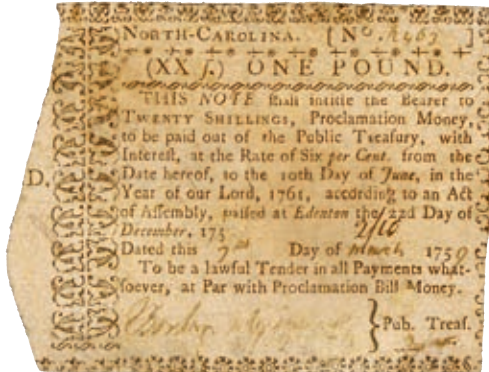 NORTH-CAROLINA. [ No.
(XX ſ.) ONE POUND.
THIS NOTE ſhall intitle the Bearer to
TWENTY SHILLINGS, Proclamation Money,
to be paid out of the Public Treaſury, with
Intereſt, at the Rate of Six per Cent. from the
D.
Date hereof, to the 10th Day of June, in the
Year of our Lord, 1761, according to an Act
of Aſſembly, paſſed at Edenton the 22d Day of
December, 175
Dated this 7th Day of March 1759
To be a lawful Tender in all Payments what-
ſoever, at Par with Proclamation Bill Money.
} Pub. Treaſ.